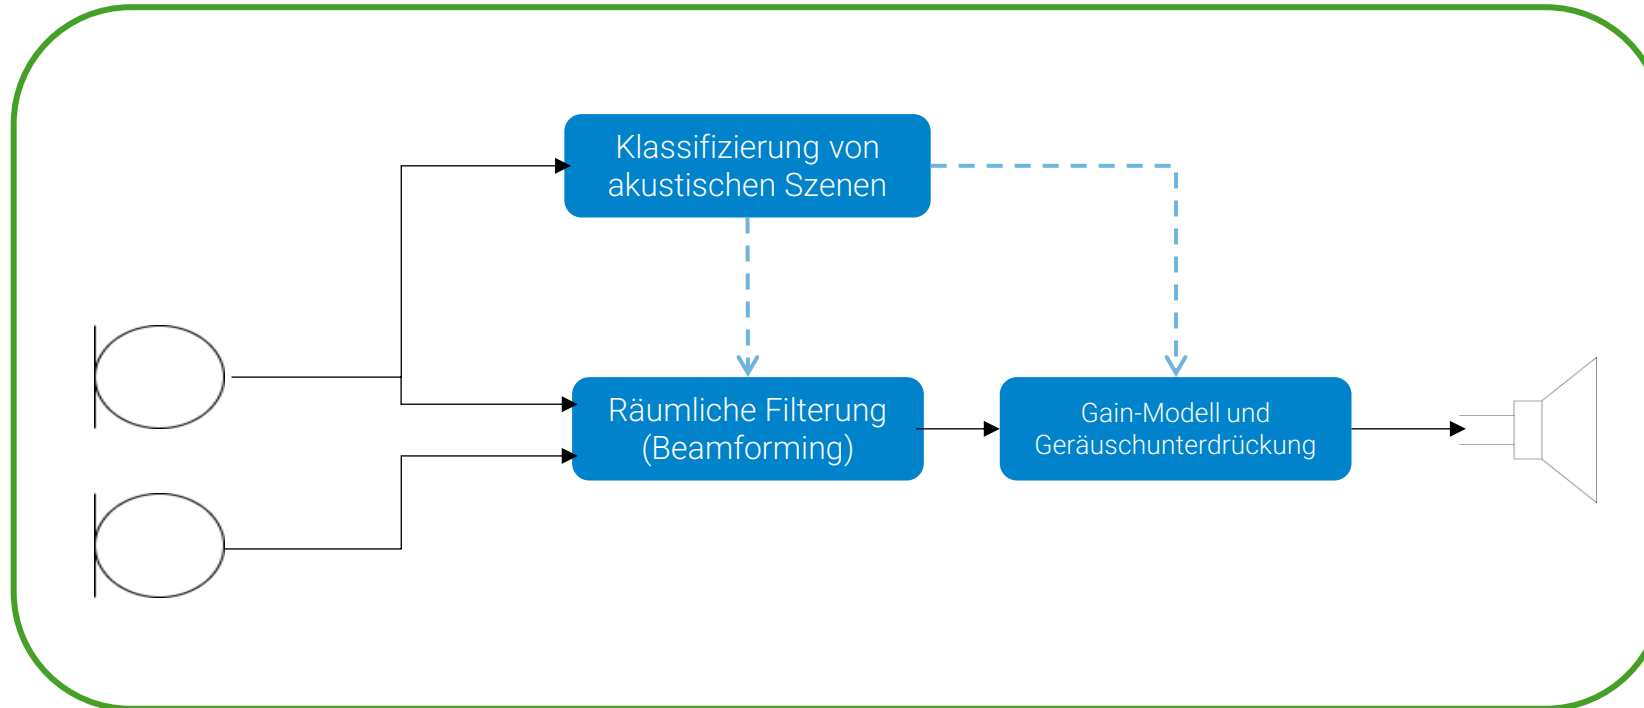 Klassifizierung von
akustischen Szenen
Räumliche Filterung
(Beamforming)
Gain-Modell und
Geräuschunterdrückung